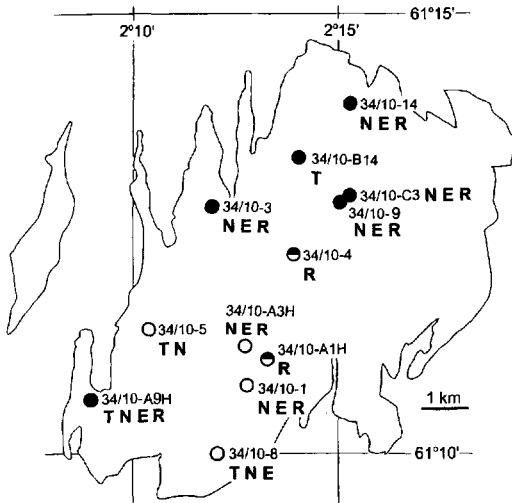 61°15'
2°10' 2°15'
34/10-14
NER
34/10-B14
T
34/10-C3 NER
34/10-3
NER
34/10-9
NER
34/10-4
R
34/10-A3H
NER
34/10-5
TN
34/10-A1H
R
34/10-1
NER
1 km
34/10-A9H
TNER
34/10-8
TNE
61°10'